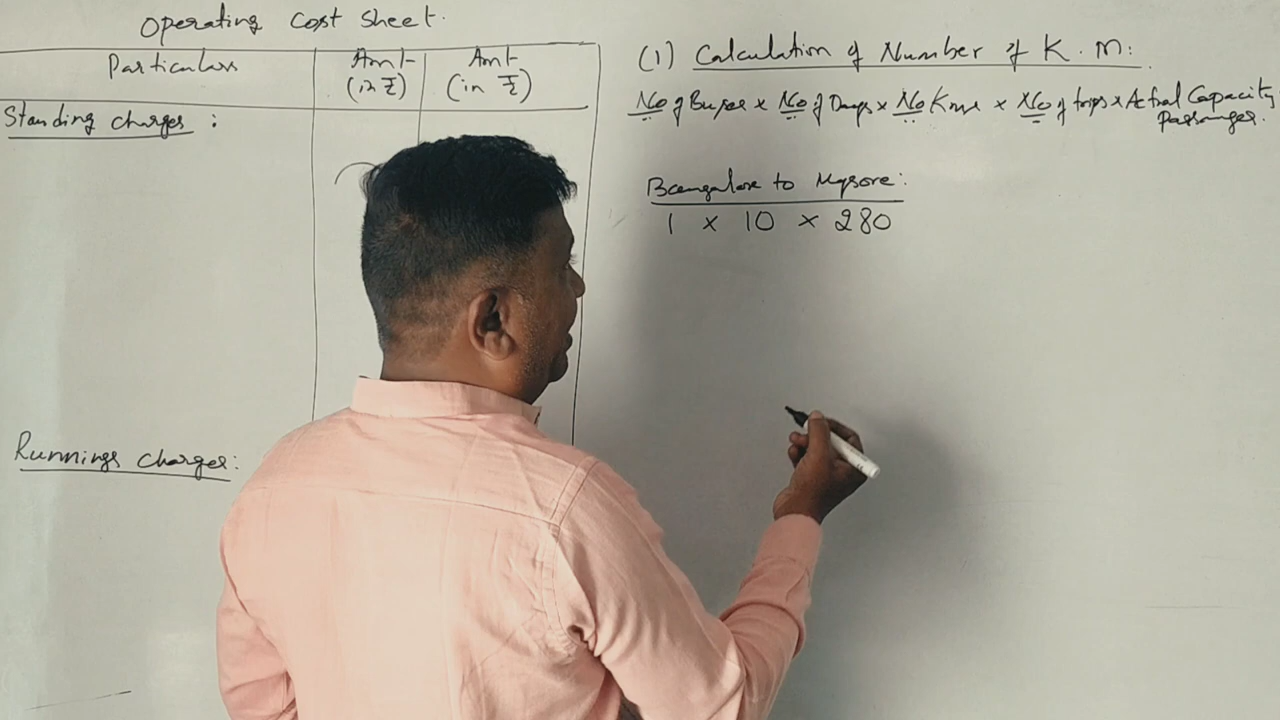 Operating Cost Sheet.
Particulars
Amt
(in ₹)
Amt
(in ₹)
Standing charges :
Runnings charges:
(1) Calculation of Number of K.m:
No of Buses × No of Days × No Kms × No of trips × Actual Capacity
Passanger.
Bangalore to Mysore:
1 × 10 × 280